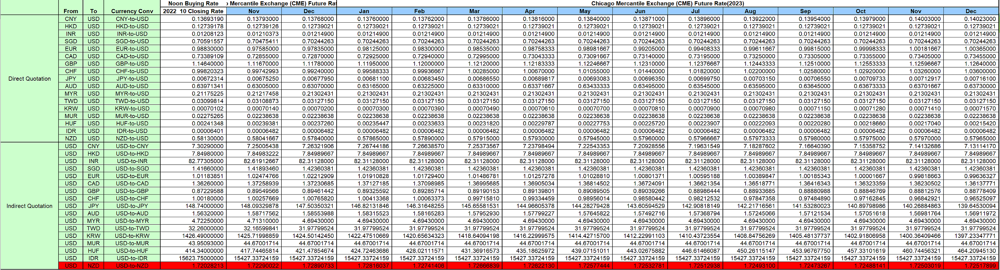 Noon Buying Rate › Mercantile Exchange (CME) Future Rat Chicago Mercantile Exchange (CME) Future Rate(2023)
From To Currency Conv 2022 10 Closing Rate Nov Dec Jan Feb Mar Apr May Jun Jul Aug Sep Oct Nov Dec
CNY USD CNY-to-USD 0.13693190 0.13793000 0.13768000 0.13760000 0.13762000 0.13786000 0.13816000 0.13840000 0.13871000 0.13896000 0.13922000 0.13954000 0.13979000 0.14003000 0.14023000
HKD USD HKD-to-USD 0.12739178 0.12739126 0.12739021 0.12739021 0.12739021 0.12739021 0.12739021 0.12739021 0.12739021 0.12739021 0.12739021 0.12739021 0.12739021 0.12739021 0.12739021
INR USD INR-to-USD 0.01208123 0.01210373 0.01214900 0.01214900 0.01214900 0.01214900 0.01214900 0.01214900 0.01214900 0.01214900 0.01214900 0.01214900 0.01214900 0.01214900 0.01214900
SGD USD SGD-to-USD 0.70591557 0.70475411 0.70244263 0.70244263 0.70244263 0.70244263 0.70244263 0.70244263 0.70244263 0.70244263 0.70244263 0.70244263 0.70244263 0.70244263 0.70244263
EUR USD EUR-to-USD 0.98830000 0.97585000 0.97835000 0.98125000 0.98300000 0.98535000 0.98758333 0.98981667 0.99205000 0.99408333 0.99611667 0.99815000 0.99998333 1.00181667 1.00365000
CAD USD CAD-to-USD 0.73389109 0.72855000 0.72870000 0.72925000 0.72940000 0.72995000 0.73043333 0.73091667 0.73140000 0.73195000 0.73250000 0.73305000 0.73355000 0.73405000 0.73455000
GBP USD GBP-to-USD 1.14640000 1.11670000 1.11780000 1.11950000 1.12000000 1.12120000 1.12183333 1.12246667 1.12310000 1.12376667 1.12443333 1.12510000 1.12553333 1.12596667 1.12640000
CHF USD CHF-to-USD 0.99820323 0.99742993 0.99240000 0.99588333 0.99936667 1.00285000 1.00670000 1.01055000 1.01440000 1.01820000 1.02200000 1.02580000 1.02920000 1.03260000 1.03600000
Direct Quotation JPY USD JPY-to-USD 0.00672314 0.00675250 0.00677950 0.00681100 0.00683450 0.00686550 0.00689817 0.00693083 0.00696350 0.00699750 0.00703150 0.00706550 0.00709733 0.00712917 0.00716100
AUD USD AUD-to-USD 0.63971341 0.63005000 0.63070000 0.63165000 0.63225000 0.63310000 0.63371667 0.63433333 0.63495000 0.63545000 0.63595000 0.63645000 0.63673333 0.63701667 0.63730000
MYR USD MYR-to-USD 0.21175225 0.21217458 0.21302431 0.21302431 0.21302431 0.21302431 0.21302431 0.21302431 0.21302431 0.21302431 0.21302431 0.21302431 0.21302431 0.21302431 0.21302431
TWD USD TWD-to-USD 0.03099814 0.03108873 0.03127150 0.03127150 0.03127150 0.03127150 0.03127150 0.03127150 0.03127150 0.03127150 0.03127150 0.03127150 0.03127150 0.03127150 0.03127150
KRW USD KRW-to-USD 0.00070102 0.00070140 0.00070200 0.00070300 0.00070390 0.00070490 0.00070610 0.00070700 0.00070810 0.00070900 0.00070980 0.00071150 0.00071280 0.00071410 0.00071570
MUR USD MUR-to-USD 0.02275265 0.02238638 0.02238638 0.02238638 0.02238638 0.02238638 0.02238638 0.02238638 0.02238638 0.02238638 0.02238638 0.02238638 0.02238638 0.02238638 0.02238638
HUF USD HUF-to-USD 0.00241348 0.00239381 0.00237260 0.00235447 0.00233633 0.00231820 0.00229787 0.00227753 0.00225720 0.00223907 0.00222093 0.00220280 0.00218660 0.00217040 0.00215420
IDR USD IDR-to-USD 0.00006401 0.00006482 0.00006482 0.00006482 0.00006482 0.00006482 0.00006482 0.00006482 0.00006482 0.00006482 0.00006482 0.00006482 0.00006482 0.00006482 0.00006482
NZD USD NZD-to-USD 0.58130000 0.58041667 0.57840000 0.57865000 0.57890000 0.57915000 0.57930000 0.57945000 0.57960000 0.57966667 0.57973333 0.57980000 0.57975000 0.57970000 0.57965000
USD CNY USD-to-CNY 7.30290000 7.25005438 7.26321906 7.26744186 7.26638570 7.25373567 7.23798494 7.22543353 7.20928556 7.19631549 7.18287602 7.16640390 7.15358752 7.14132686 7.13114170
USD HKD USD-to-HKD 7.84980000 7.84983222 7.84989667 7.84989667 7.84989667 7.84989667 7.84989667 7.84989667 7.84989667 7.84989667 7.84989667 7.84989667 7.84989667 7.84989667 7.84989667
USD INR USD-to-INR 82.77305000 82.61912667 82.31128000 82.31128000 82.31128000 82.31128000 82.31128000 82.31128000 82.31128000 82.31128000 82.31128000 82.31128000 82.31128000 82.31128000 82.31128000
USD SGD USD-to-SGD 1.41660000 1.41893460 1.42360381 1.42360381 1.42360381 1.42360381 1.42360381 1.42360381 1.42360381 1.42360381 1.42360381 1.42360381 1.42360381 1.42360381 1.42360381
USD EUR USD-to-EUR 1.01183851 1.02474766 1.02212909 1.01910828 1.01729400 1.01486781 1.01257278 1.01028810 1.00801371 1.00595188 1.00389847 1.00185343 1.00001667 0.99818663 0.99636327
USD CAD USD-to-CAD 1.36260000 1.37258939 1.37230685 1.37127185 1.37098985 1.36995685 1.36905034 1.36814502 1.36724091 1.36621354 1.36518771 1.36416343 1.36323359 1.36230502 1.36137771
USD GBP USD-to-GBP 0.87229588 0.89549566 0.89461442 0.89325592 0.89285714 0.89190153 0.89139801 0.89089505 0.89039266 0.88986444 0.88933685 0.88880988 0.88846769 0.88812576 0.88778409
USD CHF USD-to-CHF 1.00180000 1.00257669 1.00765820 1.00413368 1.00063373 0.99715810 0.99334459 0.98956014 0.98580442 0.98212532 0.97847358 0.97484890 0.97162845 0.96842921 0.96525097
Indirect Quotation USD JPY USD-to-JPY 148.74000000 148.09329878 147.50350321 146.82131846 146.31648255 145.65581531 144.96605378 144.28279428 143.60594529 142.90818149 142.21716561 141.53280023 140.89798986 140.26884863 139.64530094
USD AUD USD-to-AUD 1.56320000 1.58717562 1.58553988 1.58315523 1.58165283 1.57952930 1.57799227 1.57645822 1.57492716 1.57368794 1.57245066 1.57121534 1.57051618 1.56981764 1.56911972
USD MYR USD-to-MYR 4.72250000 4.71310000 4.69430000 4.69430000 4.69430000 4.69430000 4.69430000 4.69430000 4.69430000 4.69430000 4.69430000 4.69430000 4.69430000 4.69430000 4.69430000
USD TWD USD-to-TWD 32.26000000 32.16599841 31.97799524 31.97799524 31.97799524 31.97799524 31.97799524 31.97799524 31.97799524 31.97799524 31.97799524 31.97799524 31.97799524 31.97799524 31.97799524
USD KRW USD-to-KRW 1426.49000000 1425.71998859 1424.50142450 1422.47510669 1420.65634323 1418.64094198 1416.22999575 1414.42715700 1412.22991103 1410.43723554 1408.84756269 1405.48137737 1402.91806958 1400.36409466 1397.23347771
USD MUR USD-to-MUR 43.95093000 44.67001714 44.67001714 44.67001714 44.67001714 44.67001714 44.67001714 44.67001714 44.67001714 44.67001714 44.67001714 44.67001714 44.67001714 44.67001714 44.67001714
USD HUF USD-to-HUF 414.34000000 417.74465814 421.47854674 424.72463686 428.02111571 431.36916573 435.18625972 439.07151011 443.02675882 446.61466087 450.26115147 453.96767750 457.33101619 460.74456321 464.20945130
USD IDR USD-to-IDR 15623.75000000 15427.33724159 15427.33724159 15427.33724159 15427.33724159 15427.33724159 15427.33724159 15427.33724159 15427.33724159 15427.33724159 15427.33724159 15427.33724159 15427.33724159 15427.33724159 15427.33724159
USD NZD USD-to-NZD 1.72028213 1.72290022 1.72890733 1.72816037 1.72741406 1.72666839 1.72622130 1.72577444 1.72532781 1.72512938 1.72493100 1.72473267 1.72488141 1.72503019 1.72517899